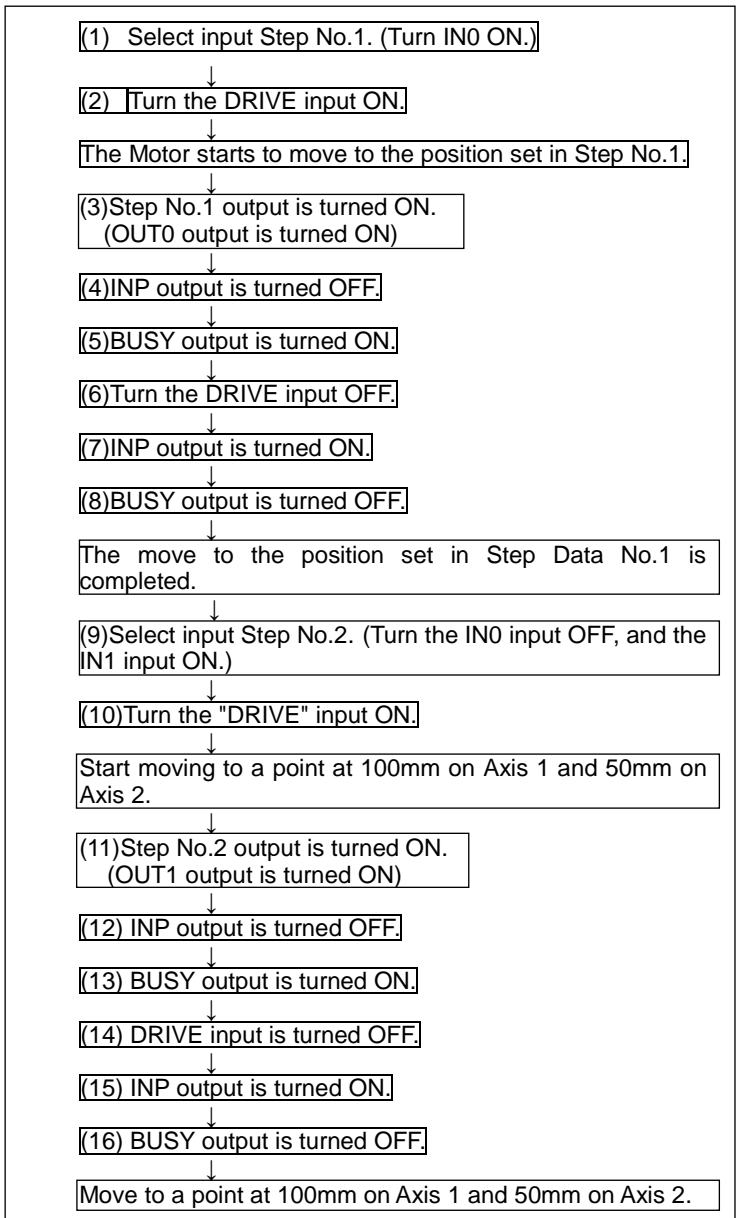 (1) Select input Step No.1. (Turn IN0 ON.)
↓
(2) Turn the DRIVE input ON.
↓
The Motor starts to move to the position set in Step No.1.
↓
(3)Step No.1 output is turned ON.
(OUT0 output is turned ON)
↓
(4)INP output is turned OFF.
↓
(5)BUSY output is turned ON.
↓
(6)Turn the DRIVE input OFF.
↓
(7)INP output is turned ON.
↓
(8)BUSY output is turned OFF.
↓
The move to the position set in Step Data No.1 is
completed.
↓
(9)Select input Step No.2. (Turn the IN0 input OFF, and the
IN1 input ON.)
↓
(10)Turn the "DRIVE" input ON.
↓
Start moving to a point at 100mm on Axis 1 and 50mm on
Axis 2.
↓
(11)Step No.2 output is turned ON.
(OUT1 output is turned ON)
↓
(12) INP output is turned OFF.
↓
(13) BUSY output is turned ON.
↓
(14) DRIVE input is turned OFF.
↓
(15) INP output is turned ON.
↓
(16) BUSY output is turned OFF.
↓
Move to a point at 100mm on Axis 1 and 50mm on Axis 2.